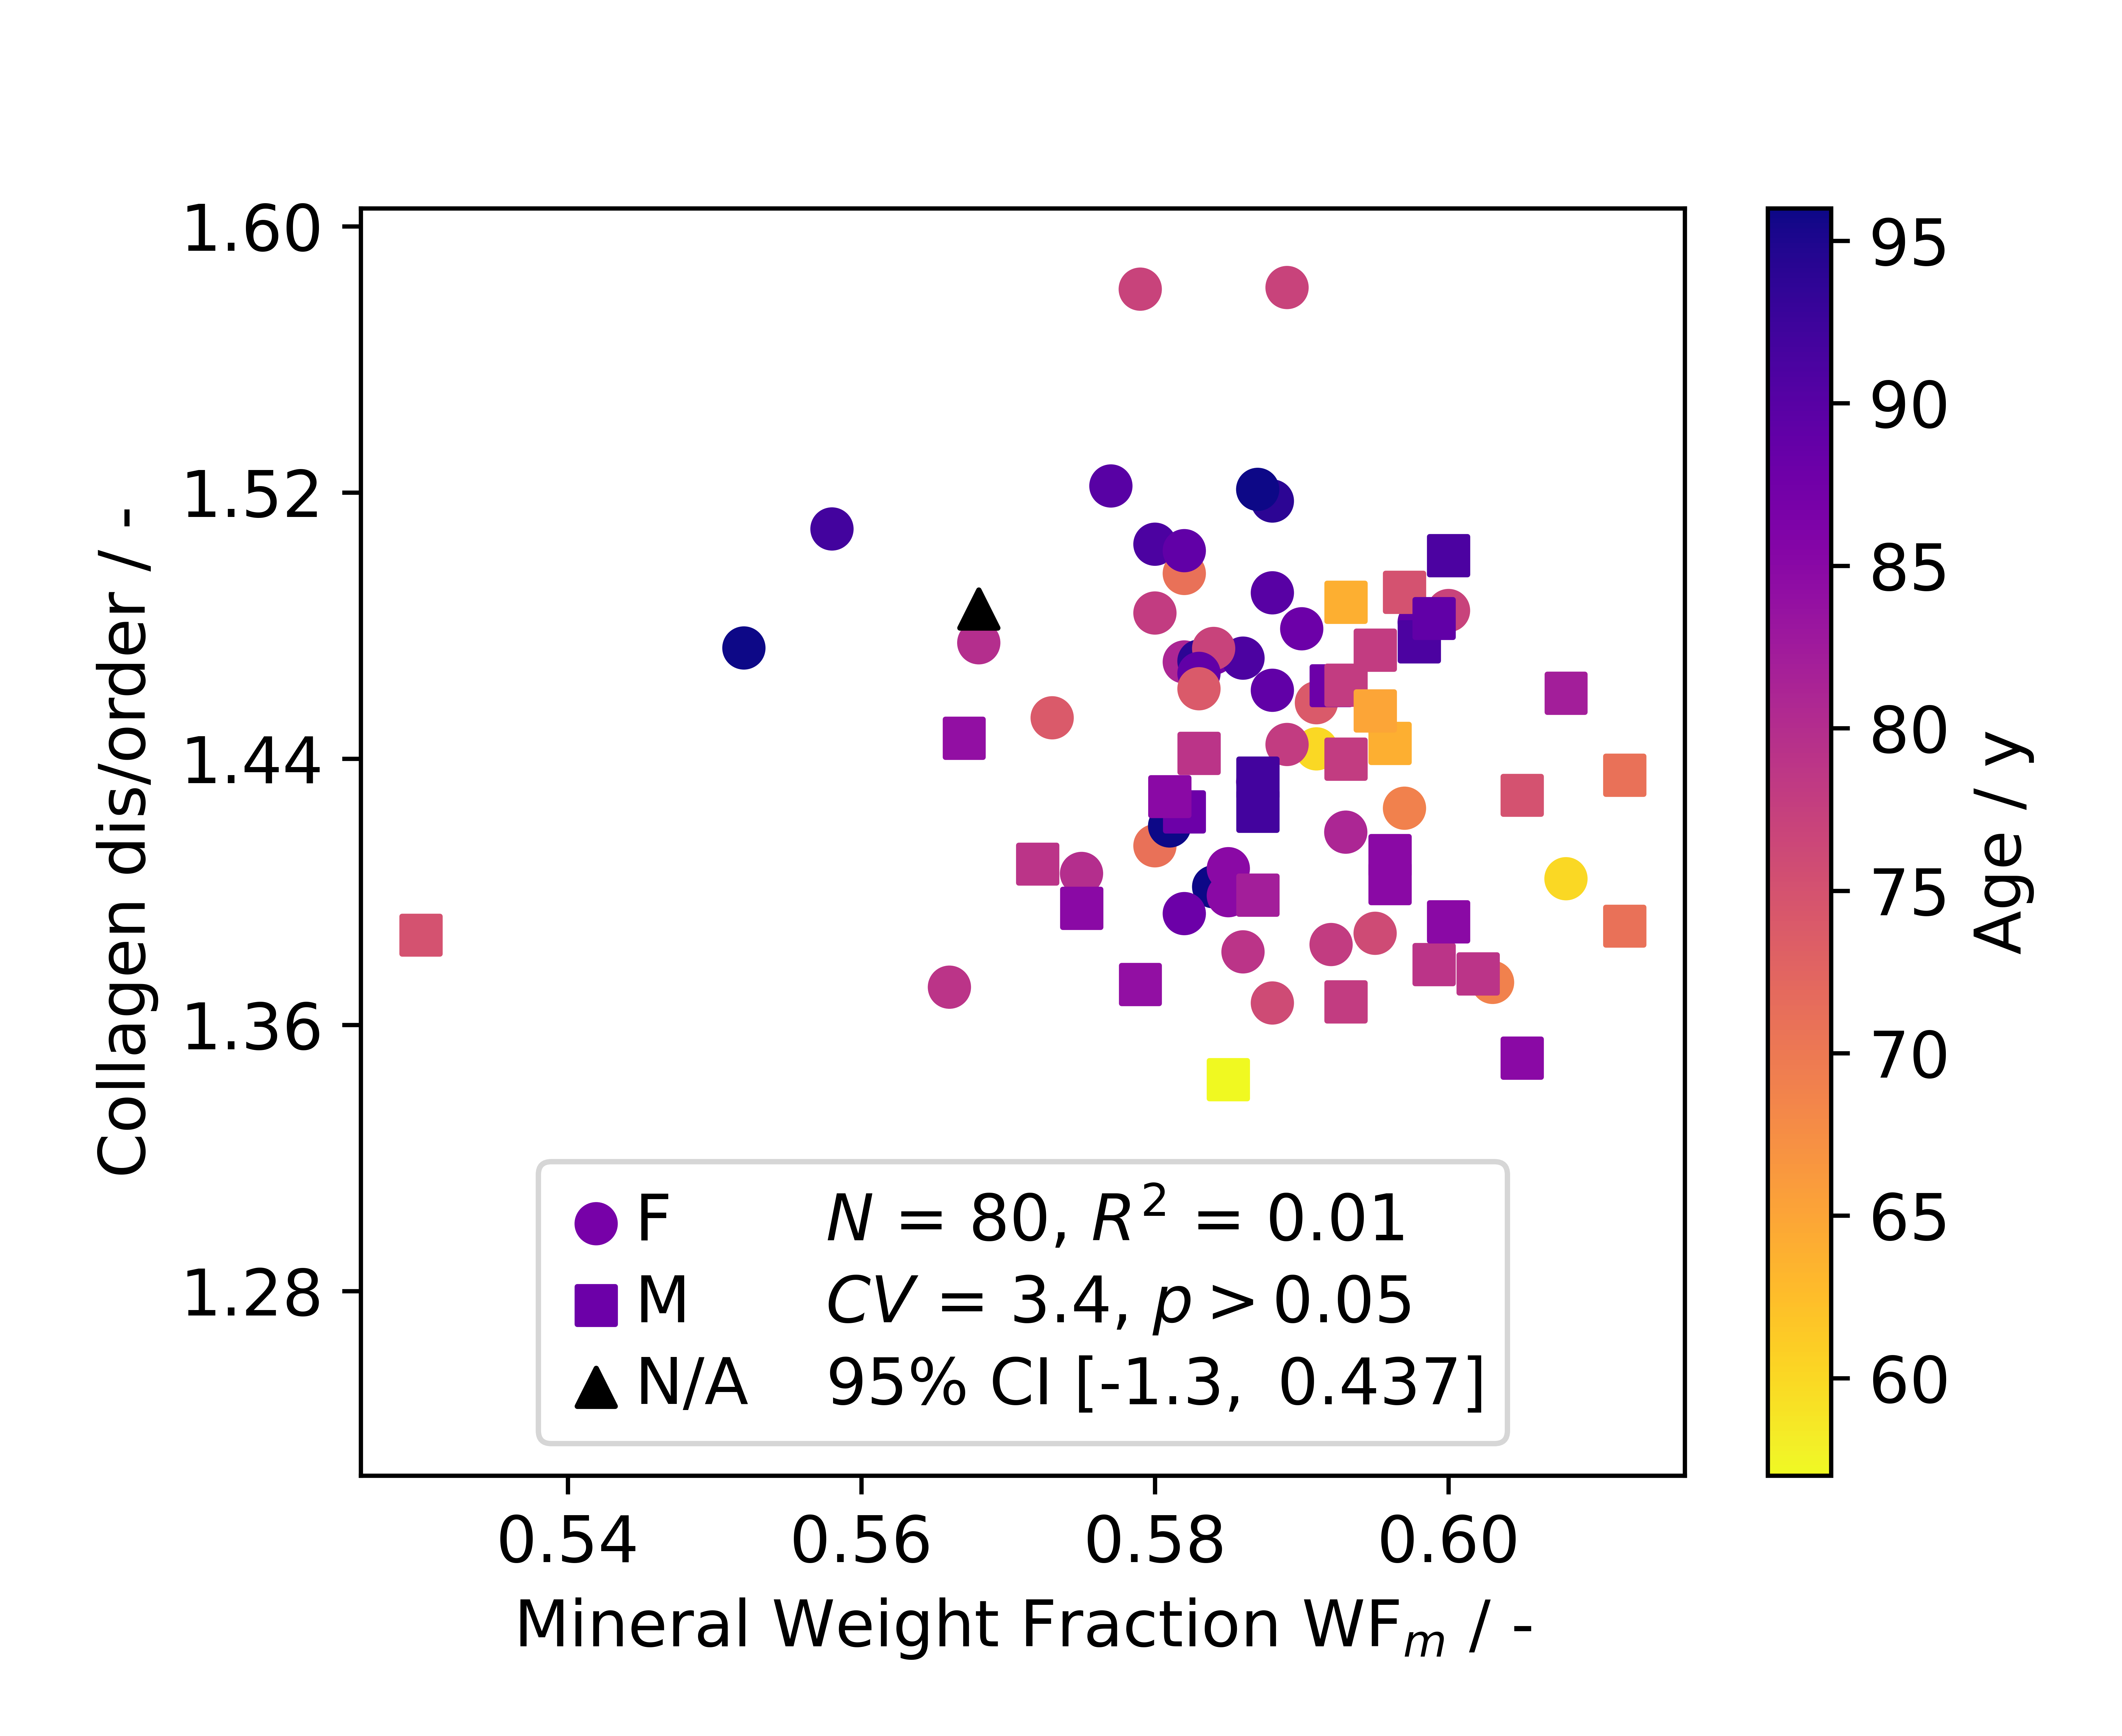 1.60
1.52
1.44
1.36
1.28
Collagen dis/order / -
0.54 0.56 0.58 0.60
Mineral Weight Fraction WFm / -
F N = 80, R² = 0.01
M CV = 3.4, p > 0.05
N/A 95% CI [-1.3, 0.437]
95
90
85
80
75
70
65
60
Age / y